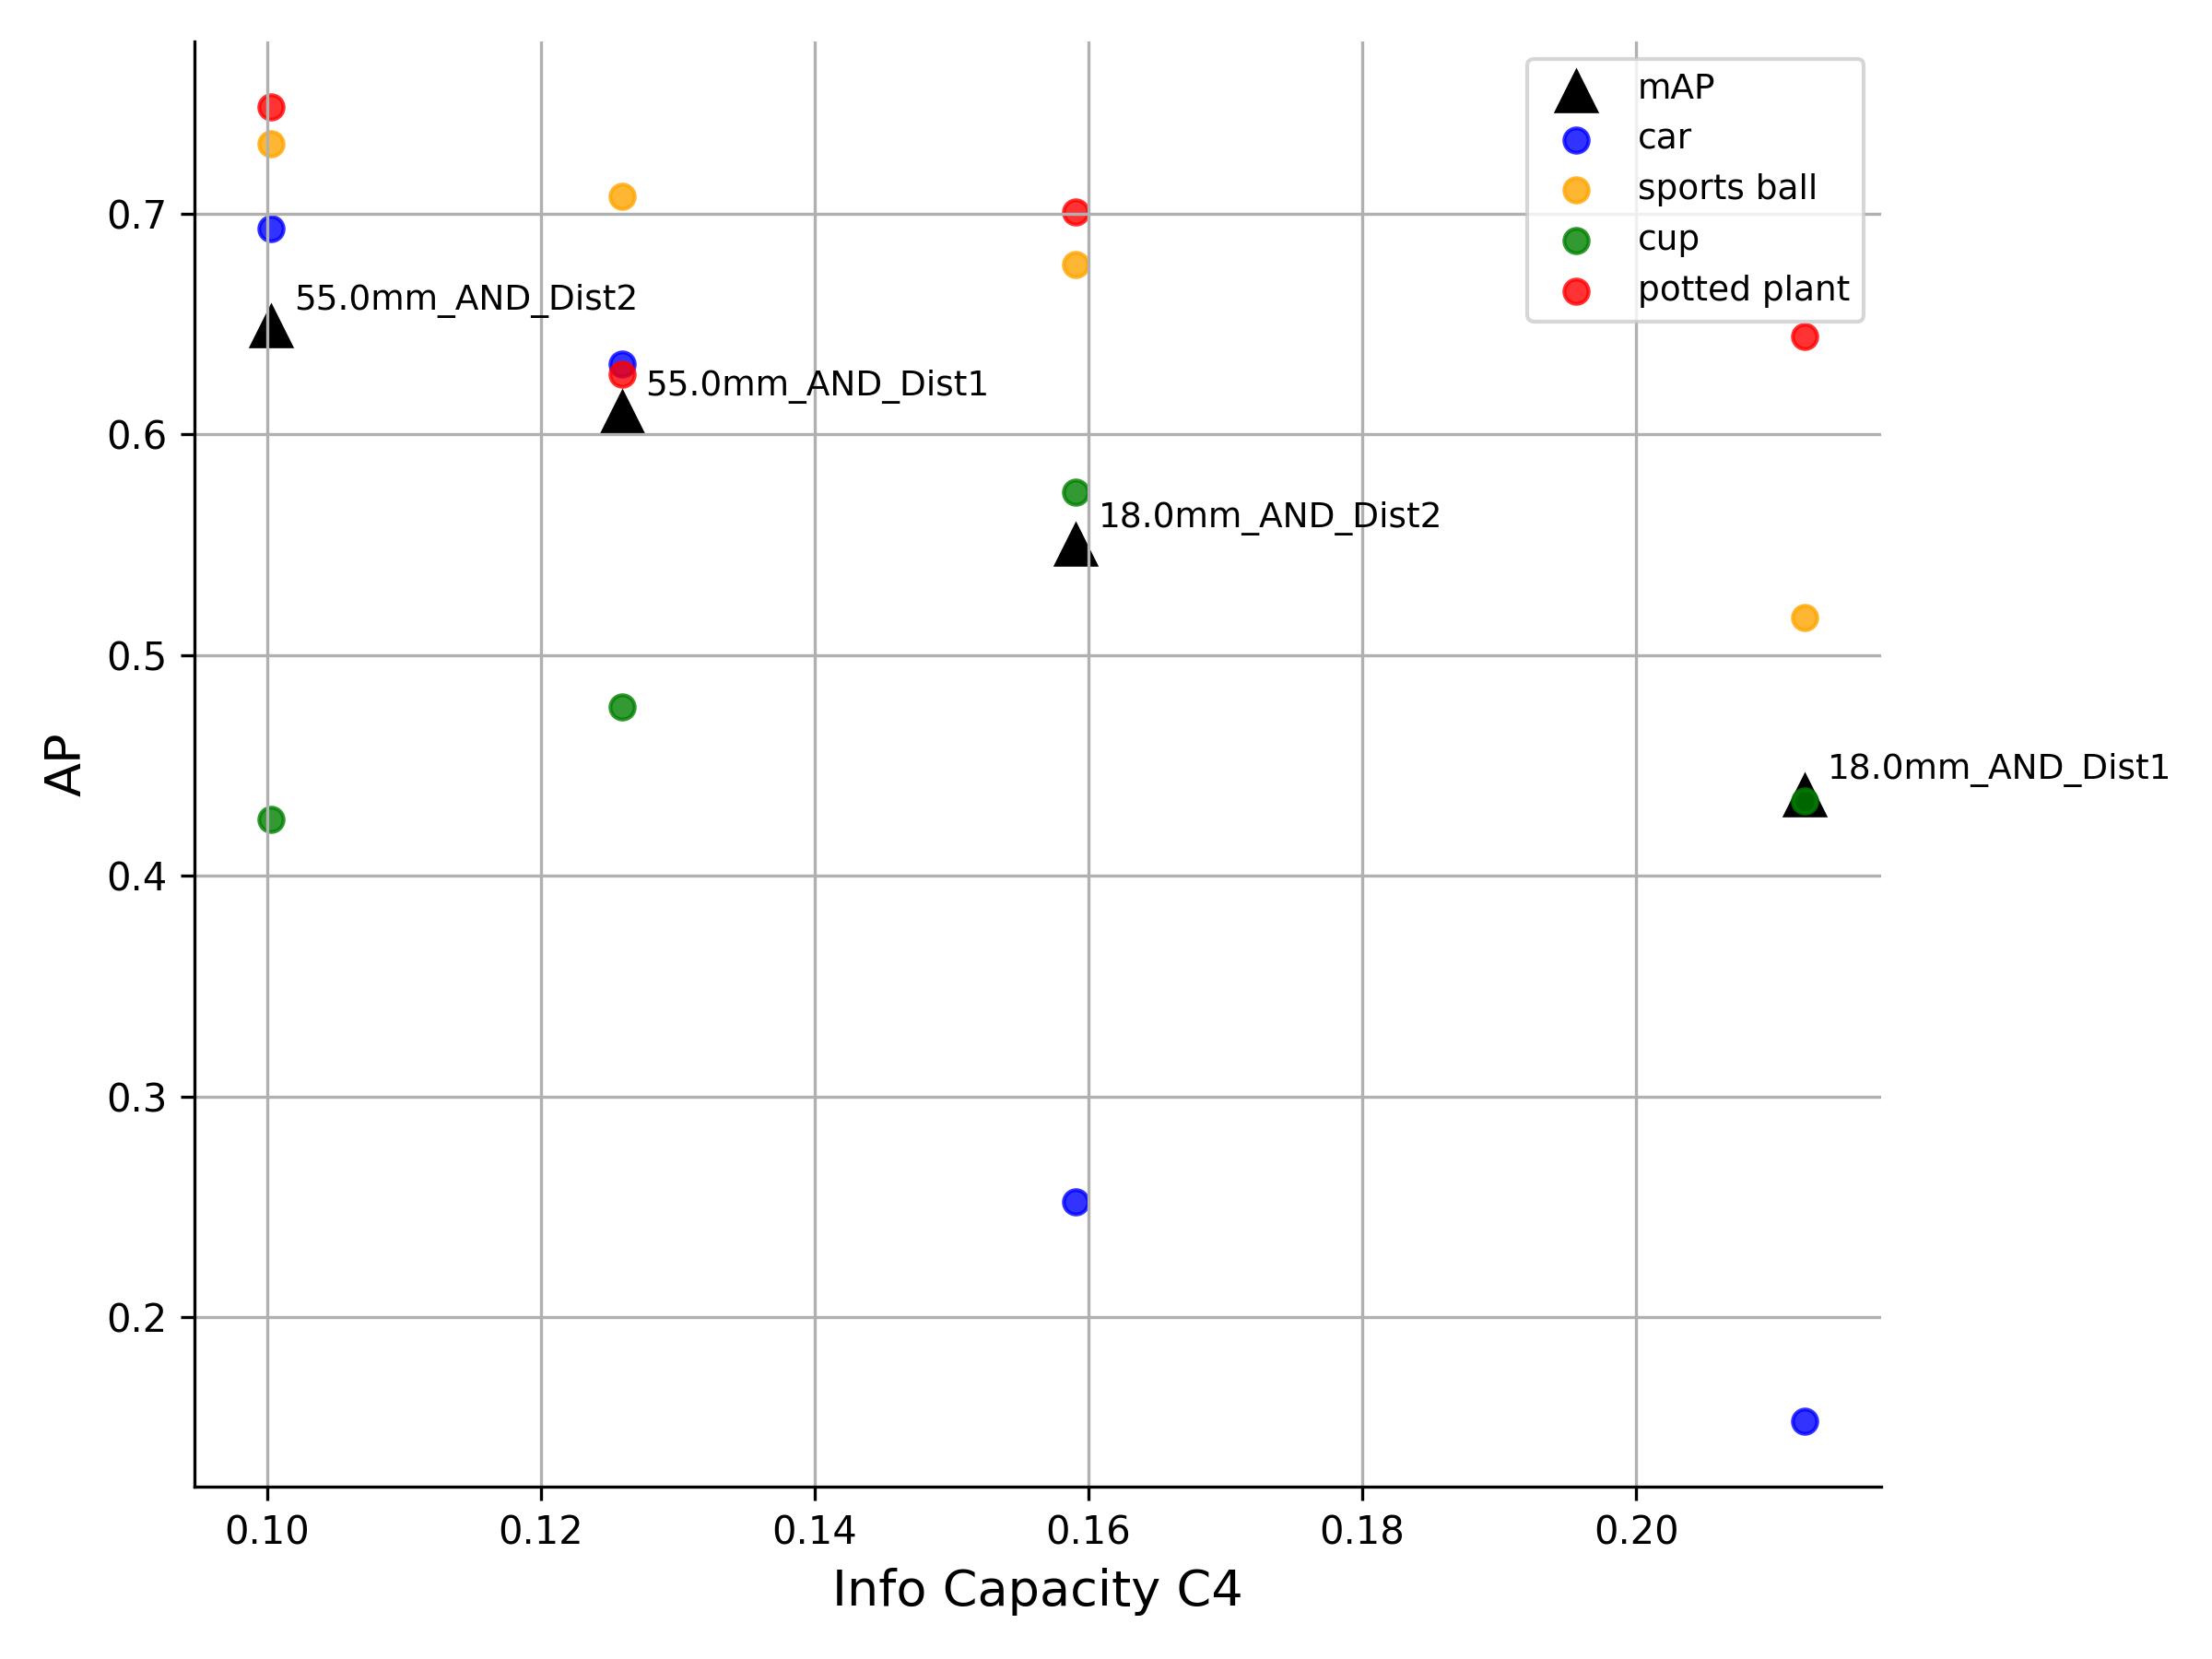 mAP
car
sports ball
cup
potted plant
55.0mm_AND_Dist2
55.0mm_AND_Dist1
18.0mm_AND_Dist2
18.0mm_AND_Dist1
AP
0.7
0.6
0.5
0.4
0.3
0.2
0.10 0.12 0.14 0.16 0.18 0.20
Info Capacity C4